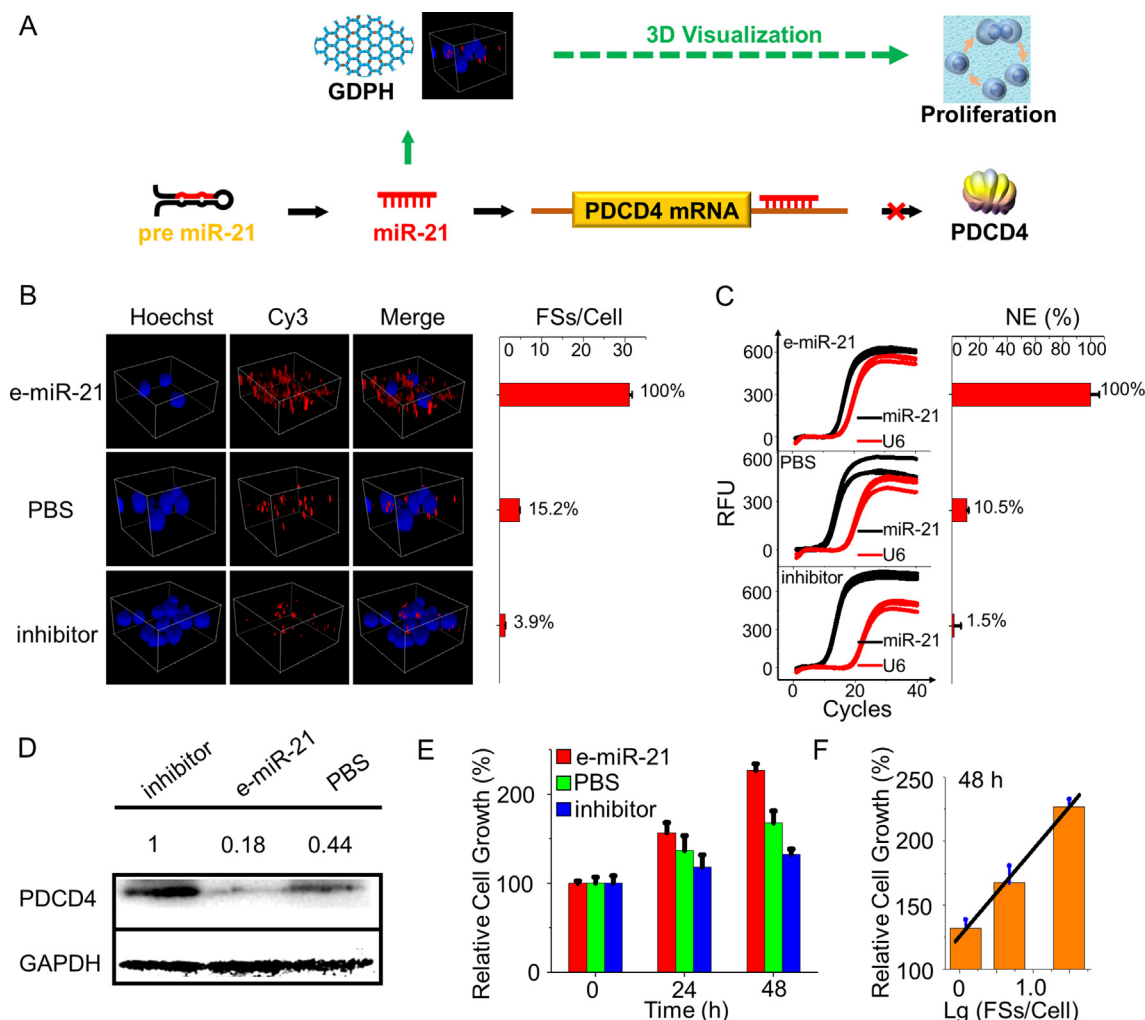 A
3D Visualization
GDPH
Proliferation
pre miR-21
miR-21
PDCD4 mRNA
PDCD4
B
Hoechst
Cy3
Merge
FSs/Cell
0 10 20 30
e-miR-21
100%
PBS
15.2%
inhibitor
3.9%
C
NE (%)
0 20 40 60 80 100
RFU
e-miR-21
600
300
0
miR-21
U6
100%
PBS
600
300
0
miR-21
U6
10.5%
inhibitor
600
300
0
miR-21
U6
1.5%
0 20 40
Cycles
D
inhibitor e-miR-21 PBS
1 0.18 0.44
PDCD4
GAPDH
E
Relative Cell Growth (%)
200
100
0
e-miR-21
PBS
inhibitor
0 24 48
Time (h)
F
Relative Cell Growth (%)
48 h
250
200
150
100
0 1.0
Lg (FSs/Cell)